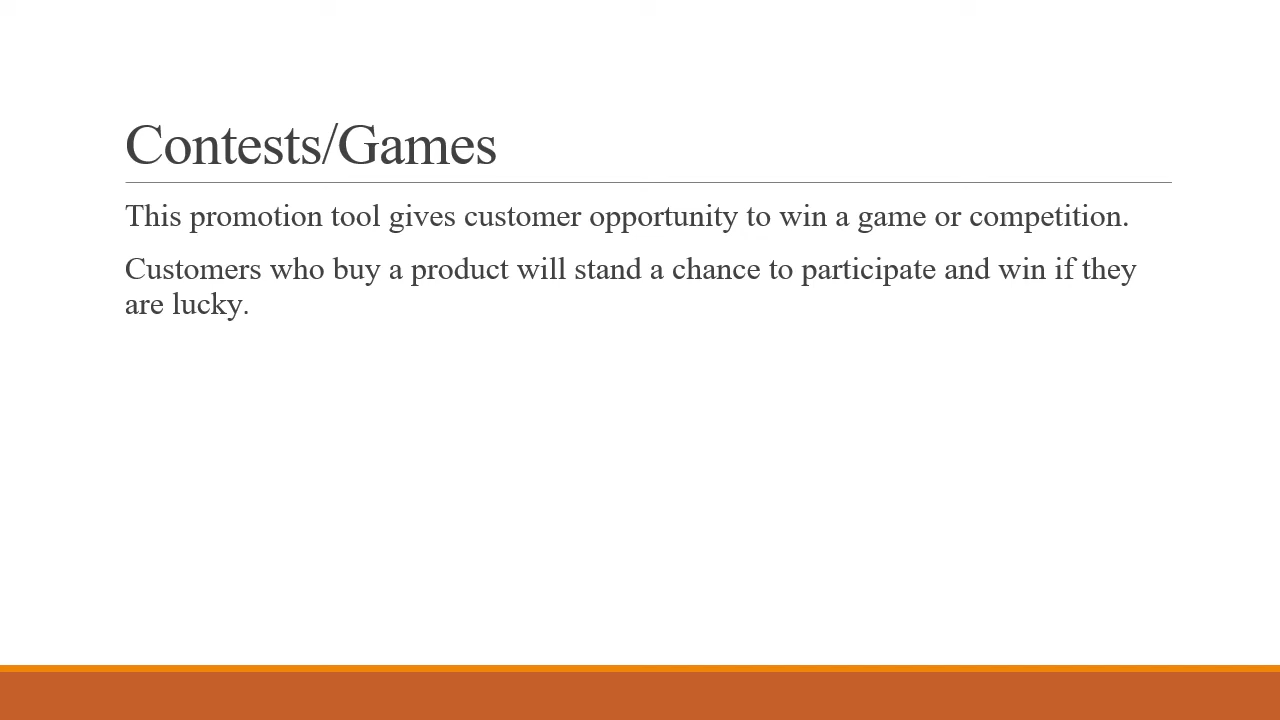 Contests/Games
This promotion tool gives customer opportunity to win a game or competition.
Customers who buy a product will stand a chance to participate and win if they
are lucky.